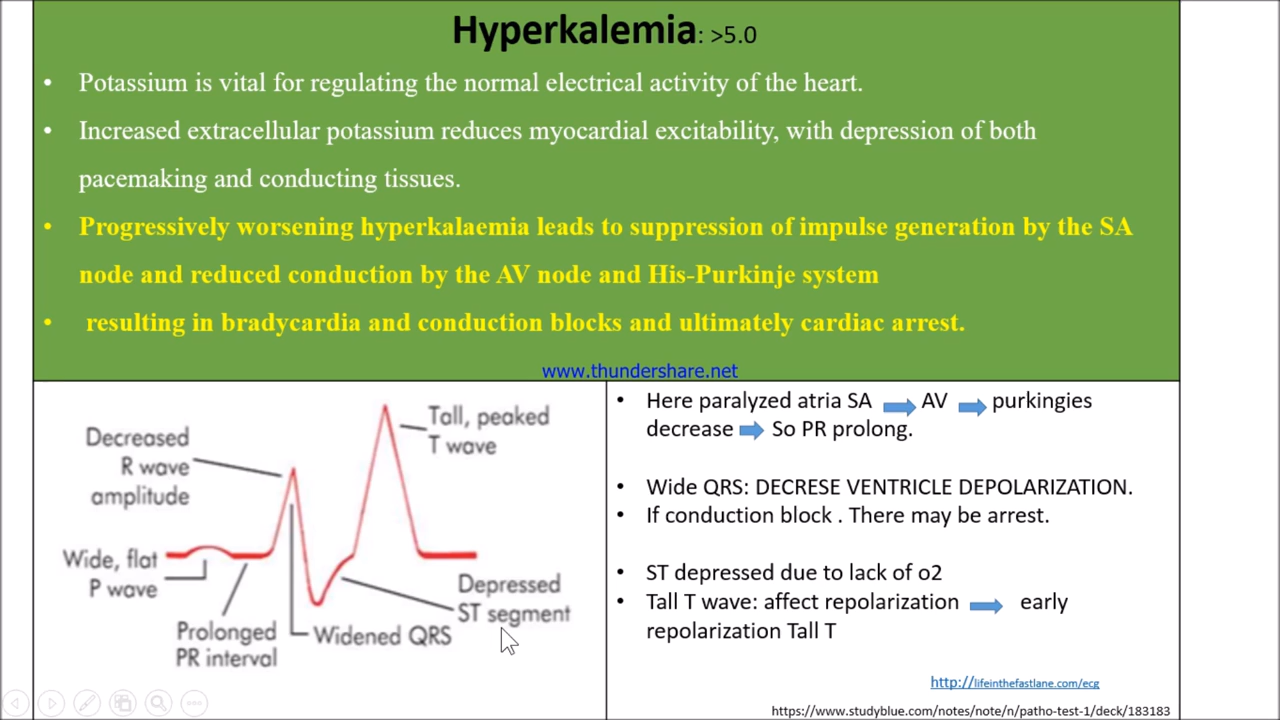 Hyperkalemia: >5.0
• Potassium is vital for regulating the normal electrical activity of the heart.
• Increased extracellular potassium reduces myocardial excitability, with depression of both
pacemaking and conducting tissues.
• Progressively worsening hyperkalaemia leads to suppression of impulse generation by the SA
node and reduced conduction by the AV node and His-Purkinje system
• resulting in bradycardia and conduction blocks and ultimately cardiac arrest.
www.thundershare.net
Decreased
R wave
amplitude
Tall, peaked
T wave
Wide, flat
P wave
Prolonged
PR interval
Widened QRS
Depressed
ST segment
• Here paralyzed atria SA AV purkingies
decrease So PR prolong.
• Wide QRS: DECRESE VENTRICLE DEPOLARIZATION.
• If conduction block . There may be arrest.
• ST depressed due to lack of o2
• Tall T wave: affect repolarization early
repolarization Tall T
http://lifeinthefastlane.com/ecg
https://www.studyblue.com/notes/note/n/patho-test-1/deck/183183